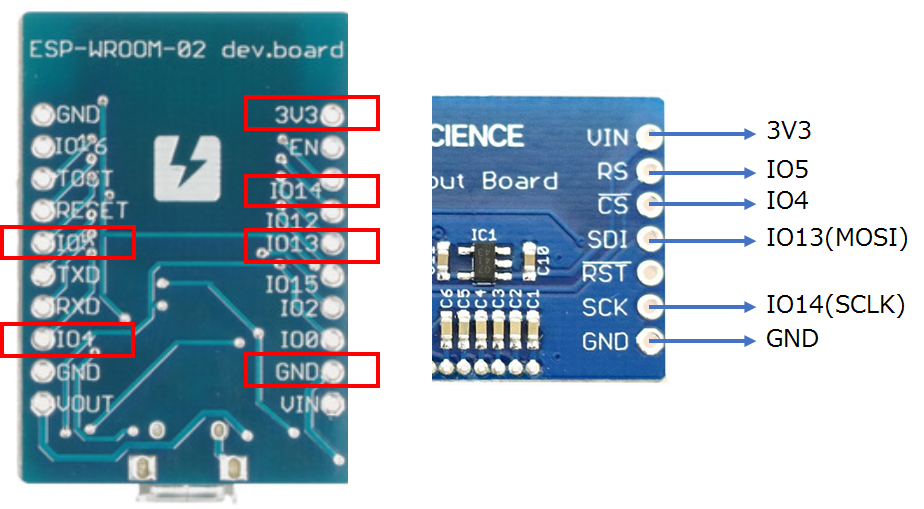 ESP-WROOM-02 dev.board
GND
IO16
TOUT
RESET
IO5
TXD
RXD
IO4
GND
VOUT
3V3
EN
IO14
IO12
IO13
IO15
IO2
IO0
GND
VIN
CIENCE
out Board
IC1
C10
C6
C5
C4
C3
C2
C1
VIN
RS
CS
SDI
RST
SCK
GND
3V3
IO5
IO4
IO13(MOSI)
IO14(SCLK)
GND